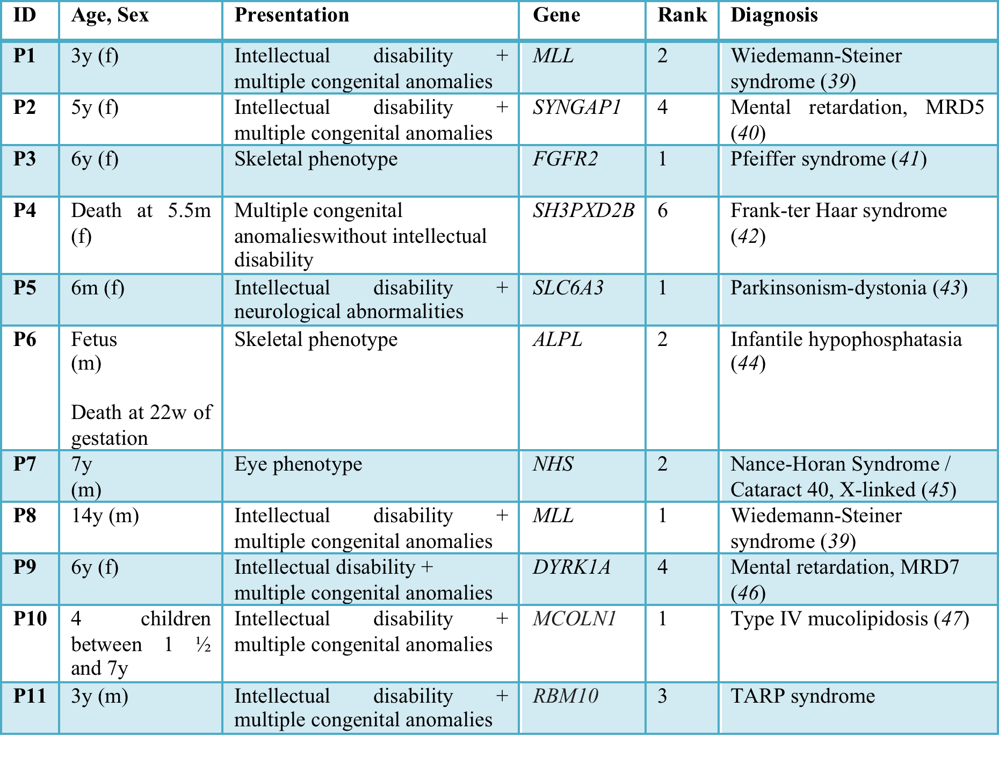 ID Age, Sex Presentation Gene Rank Diagnosis
P1 3y (f) Intellectual disability + MLL 2 Wiedemann-Steiner
multiple congenital anomalies syndrome (39)
P2 5y (f) Intellectual disability + SYNGAP1 4 Mental retardation, MRD5
multiple congenital anomalies (40)
P3 6y (f) Skeletal phenotype FGFR2 1 Pfeiffer syndrome (41)
P4 Death at 5.5m Multiple congenital SH3PXD2B 6 Frank-ter Haar syndrome
(f) anomalieswithout intellectual (42)
disability
P5 6m (f) Intellectual disability + SLC6A3 1 Parkinsonism-dystonia (43)
neurological abnormalities
P6 Fetus Skeletal phenotype ALPL 2 Infantile hypophosphatasia
(m) (44)
Death at 22w of
gestation
P7 7y Eye phenotype NHS 2 Nance-Horan Syndrome /
(m) Cataract 40, X-linked (45)
P8 14y (m) Intellectual disability + MLL 1 Wiedemann-Steiner
multiple congenital anomalies syndrome (39)
P9 6y (f) Intellectual disability + DYRK1A 4 Mental retardation, MRD7
multiple congenital anomalies (46)
P10 4 children Intellectual disability + MCOLN1 1 Type IV mucolipidosis (47)
between 1 ½ multiple congenital anomalies
and 7y
P11 3y (m) Intellectual disability + RBM10 3 TARP syndrome
multiple congenital anomalies